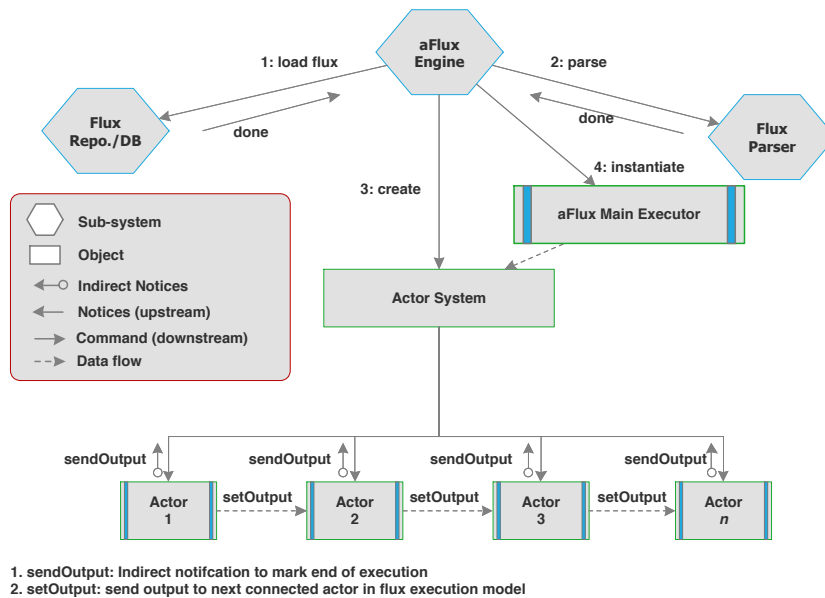 aFlux
Engine
1: load flux
2: parse
Flux
Repo./DB
done
done
Flux
Parser
3: create
4: instantiate
aFlux Main Executor
Sub-system
Object
Indirect Notices
Notices (upstream)
Command (downstream)
Data flow
Actor System
sendOutput
sendOutput
sendOutput
sendOutput
Actor
1
setOutput
Actor
2
setOutput
Actor
3
setOutput
Actor
n
1. sendOutput: Indirect notifcation to mark end of execution
2. setOutput: send output to next connected actor in flux execution model